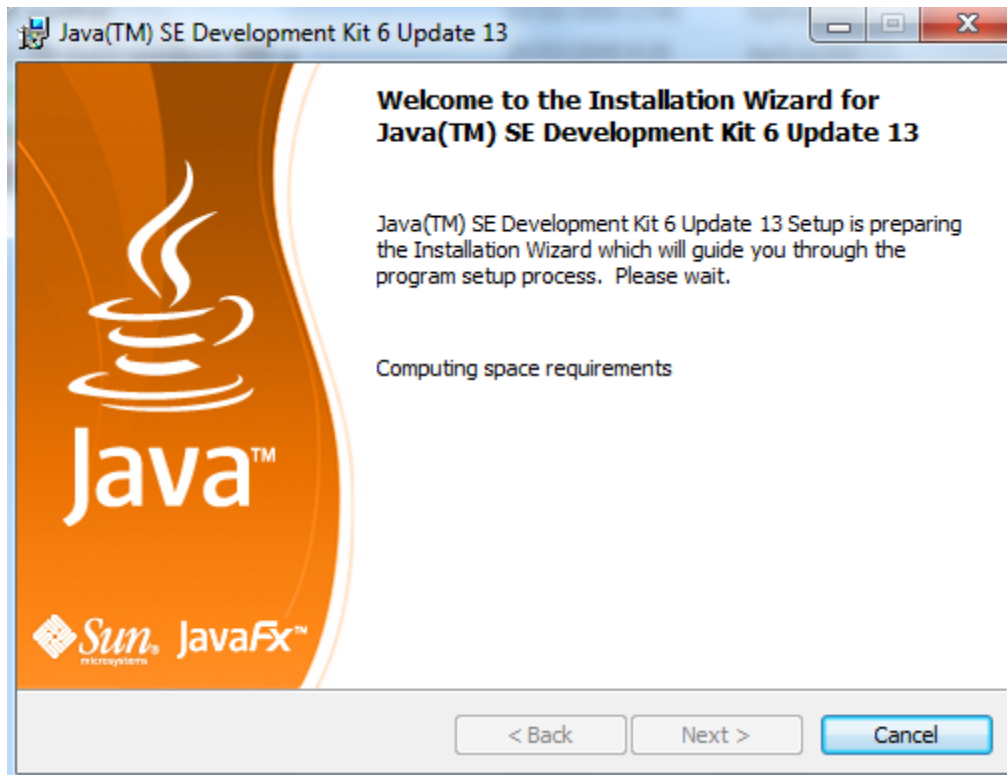 Java(TM) SE Development Kit 6 Update 13
Welcome to the Installation Wizard for
Java(TM) SE Development Kit 6 Update 13
Java(TM) SE Development Kit 6 Update 13 Setup is preparing
the Installation Wizard which will guide you through the
program setup process.  Please wait.
Computing space requirements
Java™
Sun® JavaFX™
microsystems
< Back
Next >
Cancel